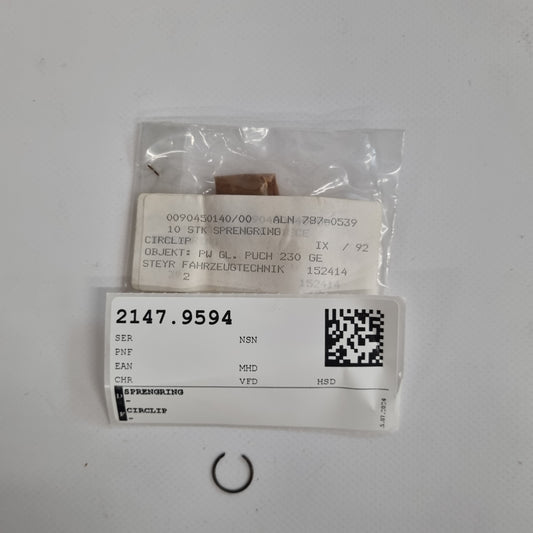 0090450140/00 ALN 787=0539
10 STK SPRENGRING
CIRCLIP IX / 92
OBJEKT: PW GL. PUCH 230 GE
STEYR FAHRZEUGTECHNIK 152414
2 152414
2147.9594
SER NSN
PNF
EAN MHD
CHR VFD HSD
D SPRENGRING
-
F CIRCLIP
-